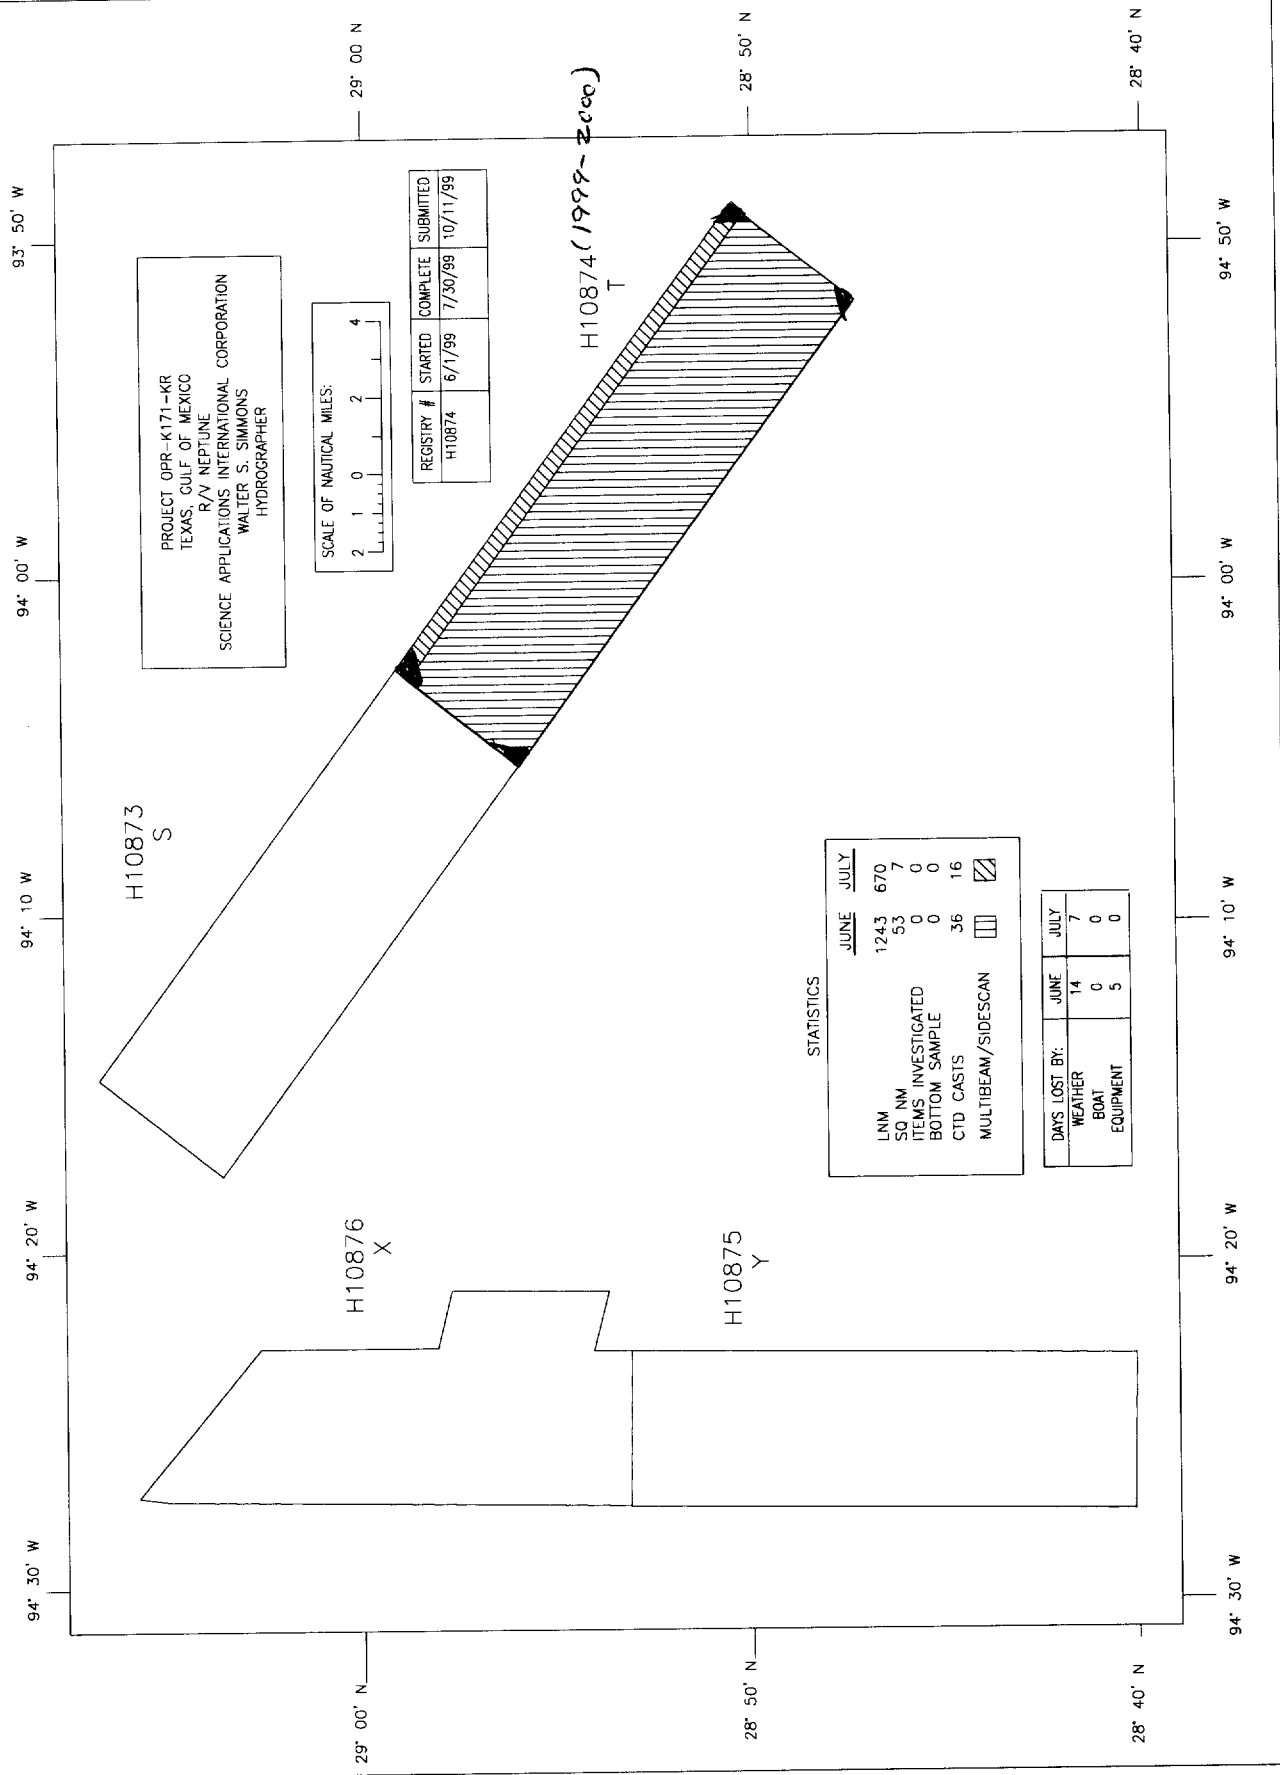 94° 30' W
94° 20' W
94° 10' W
94° 00' W
93° 50' W
29° 00' N
28° 50' N
28° 40' N
29° 00 N
28° 50' N
28° 40' N
94° 30' W
94° 20' W
94° 10' W
94° 00' W
94° 50' W
H10873
S
H10876
X
H10875
Y
H10874 (1999-2000)
T
PROJECT OPR-K171-KR
TEXAS, GULF OF MEXICO
R/V NEPTUNE
SCIENCE APPLICATIONS INTERNATIONAL CORPORATION
WALTER S. SIMMONS
HYDROGRAPHER
SCALE OF NAUTICAL MILES:
2 1 0 2 4
REGISTRY # STARTED COMPLETE SUBMITTED
H10874 6/1/99 7/30/99 10/11/99
STATISTICS
JUNE JULY
LNM 1243 670
SQ NM 53 7
ITEMS INVESTIGATED 0 0
BOTTOM SAMPLE 0 0
CTD CASTS 36 16
MULTIBEAM/SIDESCAN
DAYS LOST BY: JUNE JULY
WEATHER 14 7
BOAT 0 0
EQUIPMENT 5 0